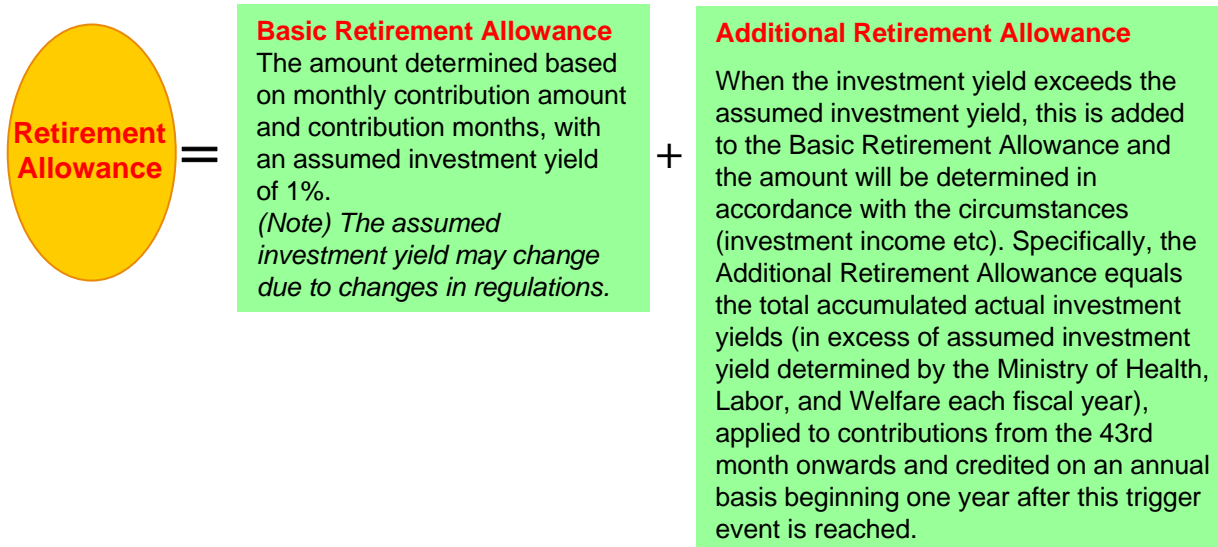 Retirement
Allowance
=
Basic Retirement Allowance
The amount determined based
on monthly contribution amount
and contribution months, with
an assumed investment yield
of 1%.
(Note) The assumed
investment yield may change
due to changes in regulations.
+
Additional Retirement Allowance
When the investment yield exceeds the
assumed investment yield, this is added
to the Basic Retirement Allowance and
the amount will be determined in
accordance with the circumstances
(investment income etc). Specifically, the
Additional Retirement Allowance equals
the total accumulated actual investment
yields (in excess of assumed investment
yield determined by the Ministry of Health,
Labor, and Welfare each fiscal year),
applied to contributions from the 43rd
month onwards and credited on an annual
basis beginning one year after this trigger
event is reached.